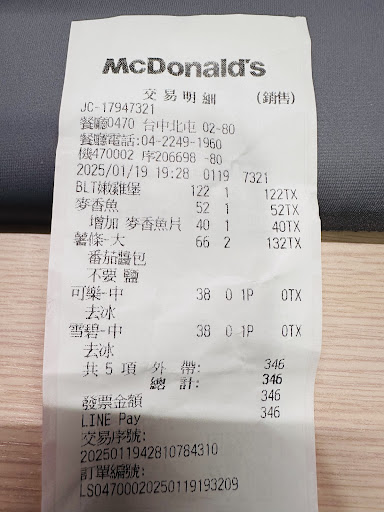 McDonald's
交易明細 (銷售)
JC-17947321
餐廳0470 台中北屯 02-80
餐廳電話:04-2249-1960
機470002 序206698 -80
2025/01/19 19:28 0119 7321
BLT嫩雞堡 122 1 122TX
麥香魚 52 1 52TX
增加 麥香魚片 40 1 40TX
薯條-大 66 2 132TX
番茄醬包
不要 鹽
可樂-中 38 0 1P 0TX
去冰
雪碧-中 38 0 1P 0TX
去冰
共 5 項 外 帶: 346
總 計: 346
發票金額 346
LINE Pay 346
交易序號:
2025011942810784310
訂單編號:
LS04700020250119193209